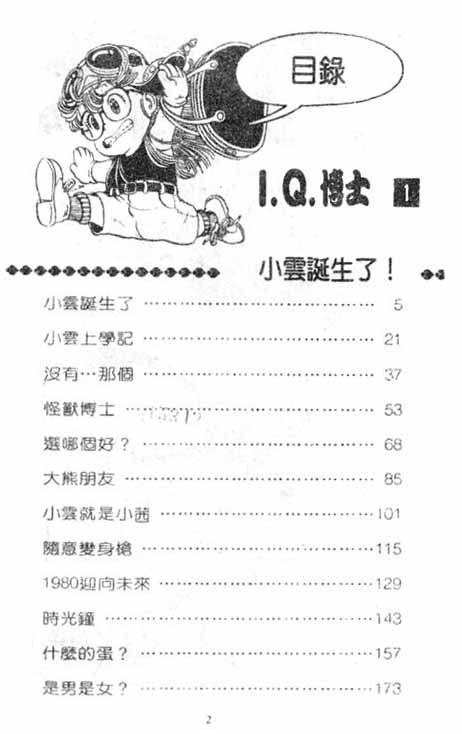 目錄
I.Q.博士 1
小雲誕生了！
小雲誕生了 ………………………… 5
小雲上學記 ………………………… 21
沒有…那個 ………………………… 37
怪獸博士 ………………………… 53
選哪個好？ ………………………… 68
大熊朋友 ………………………… 85
小雲就是小茜 ………………………… 101
隨意變身槍 ………………………… 115
1980迎向未來 ………………………… 129
時光鐘 ………………………… 143
什麼的蛋？ ………………………… 157
是男是女？ ………………………… 173
2